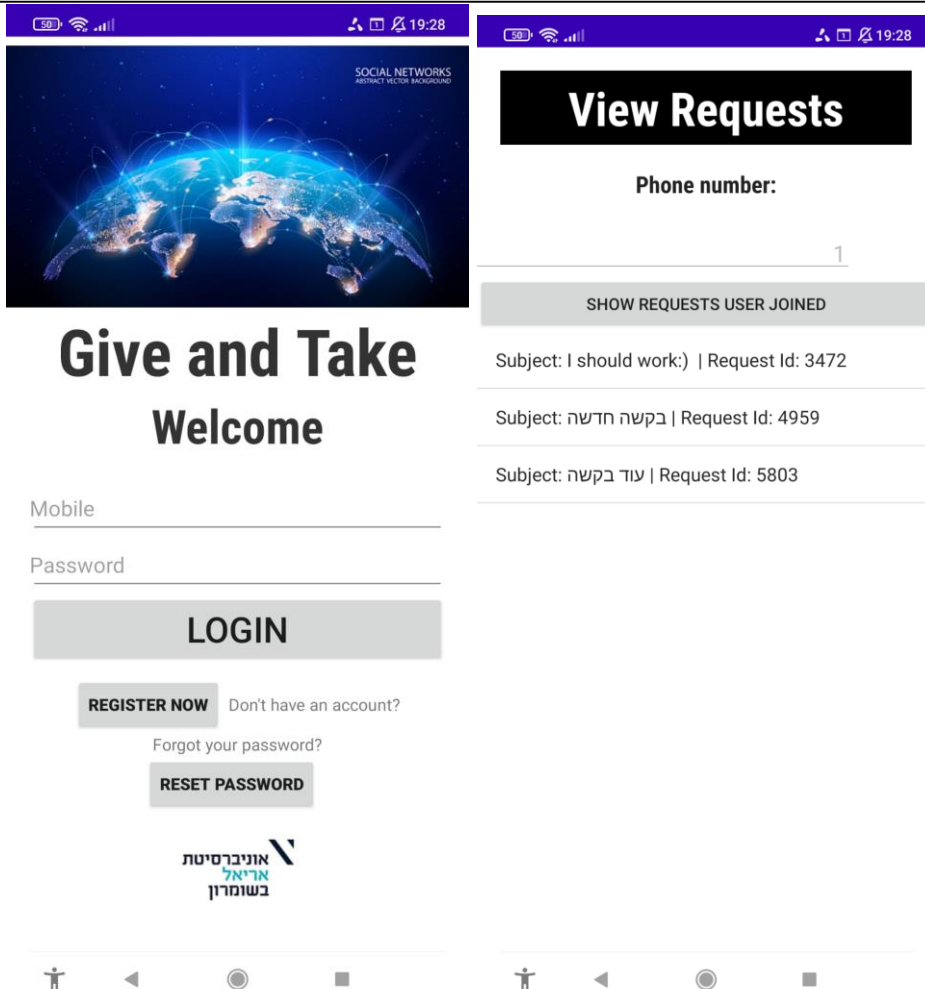 50
19:28
SOCIAL NETWORKS
ABSTRACT VECTOR BACKGROUND
Give and Take
Welcome
Mobile
Password
LOGIN
REGISTER NOW Don't have an account?
Forgot your password?
RESET PASSWORD
אוניברסיטת
אריאל
בשומרון
50
19:28
View Requests
Phone number:
1
SHOW REQUESTS USER JOINED
Subject: I should work:) | Request Id: 3472
Subject: בקשה חדשה | Request Id: 4959
Subject: עוד בקשה | Request Id: 5803